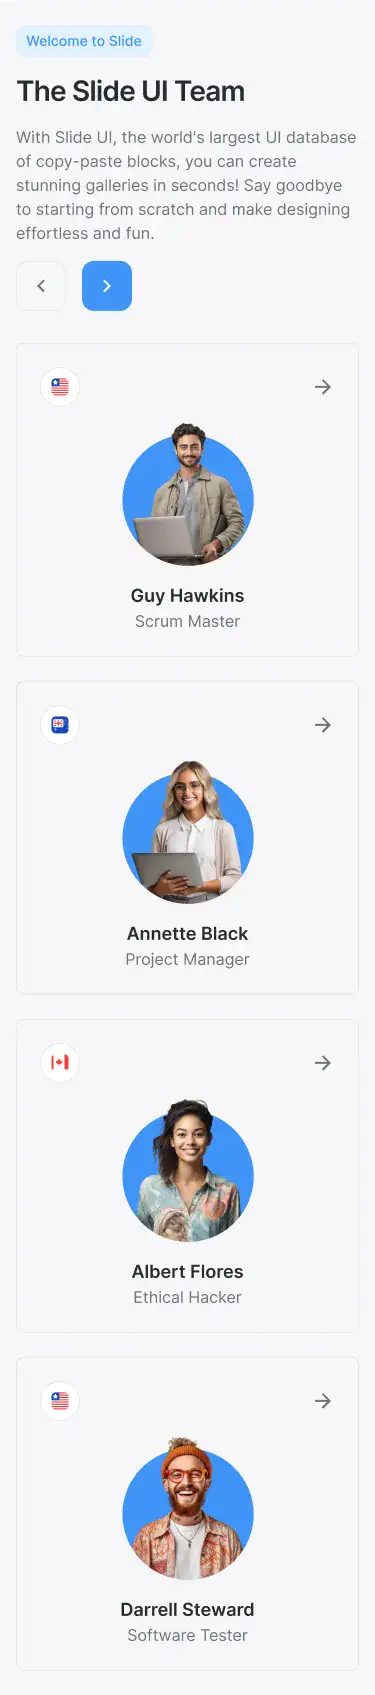 Welcome to Slide
The Slide UI Team
With Slide UI, the world's largest UI database
of copy-paste blocks, you can create
stunning galleries in seconds! Say goodbye
to starting from scratch and make designing
effortless and fun.
Guy Hawkins
Scrum Master
Annette Black
Project Manager
Albert Flores
Ethical Hacker
Darrell Steward
Software Tester